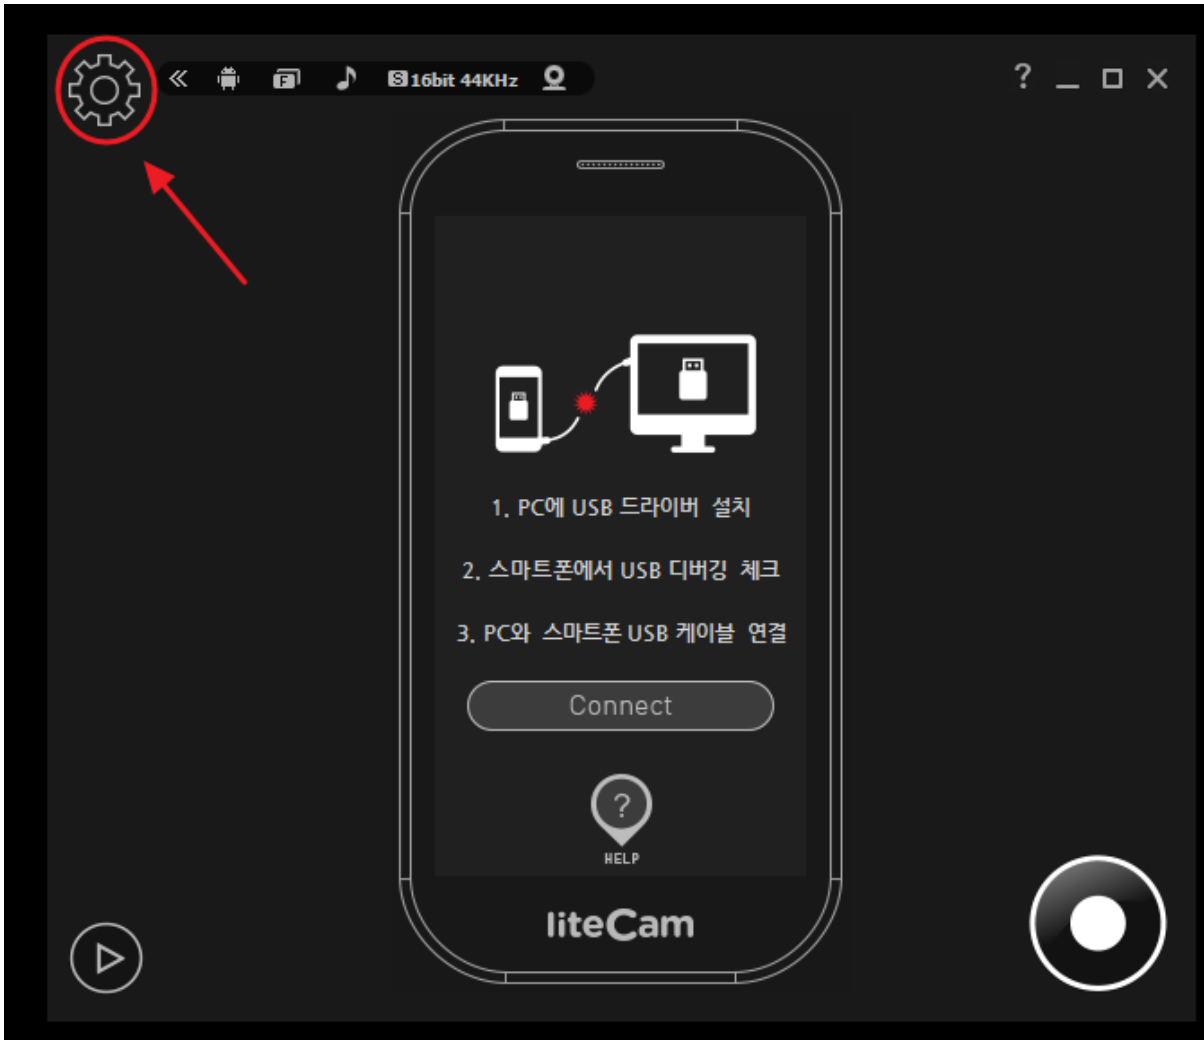 16bit 44KHz
1. PC에 USB 드라이버 설치
2. 스마트폰에서 USB 디버깅 체크
3. PC와 스마트폰 USB 케이블 연결
Connect
?
HELP
liteCam